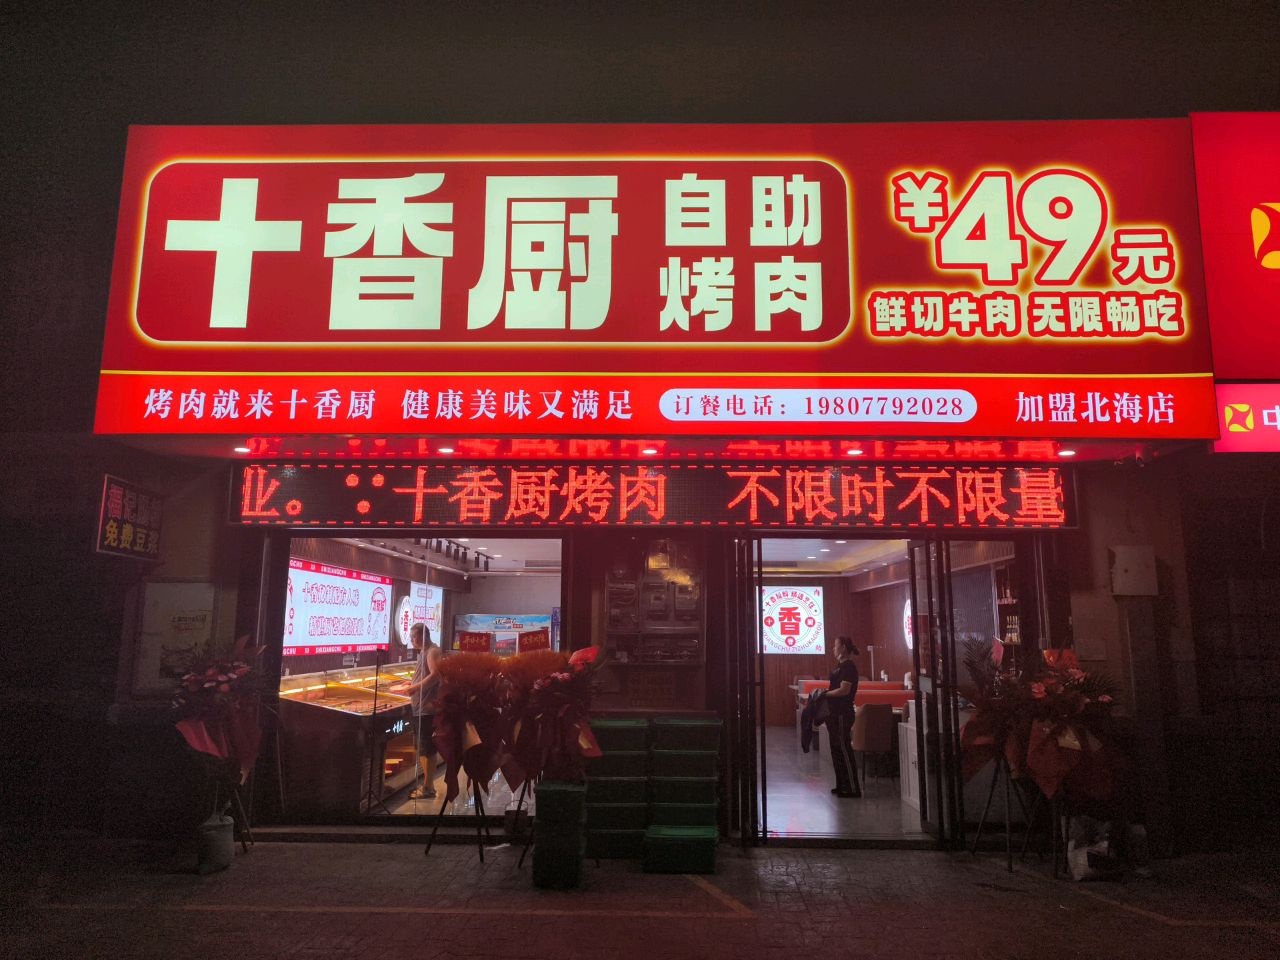 十香厨
自助
烤肉
¥49元
鲜切牛肉 无限畅吃
烤肉就来十香厨 健康美味又满足
订餐电话：19807792028
加盟北海店
业。 十香厨烤肉 不限时不限量
免费豆浆
香